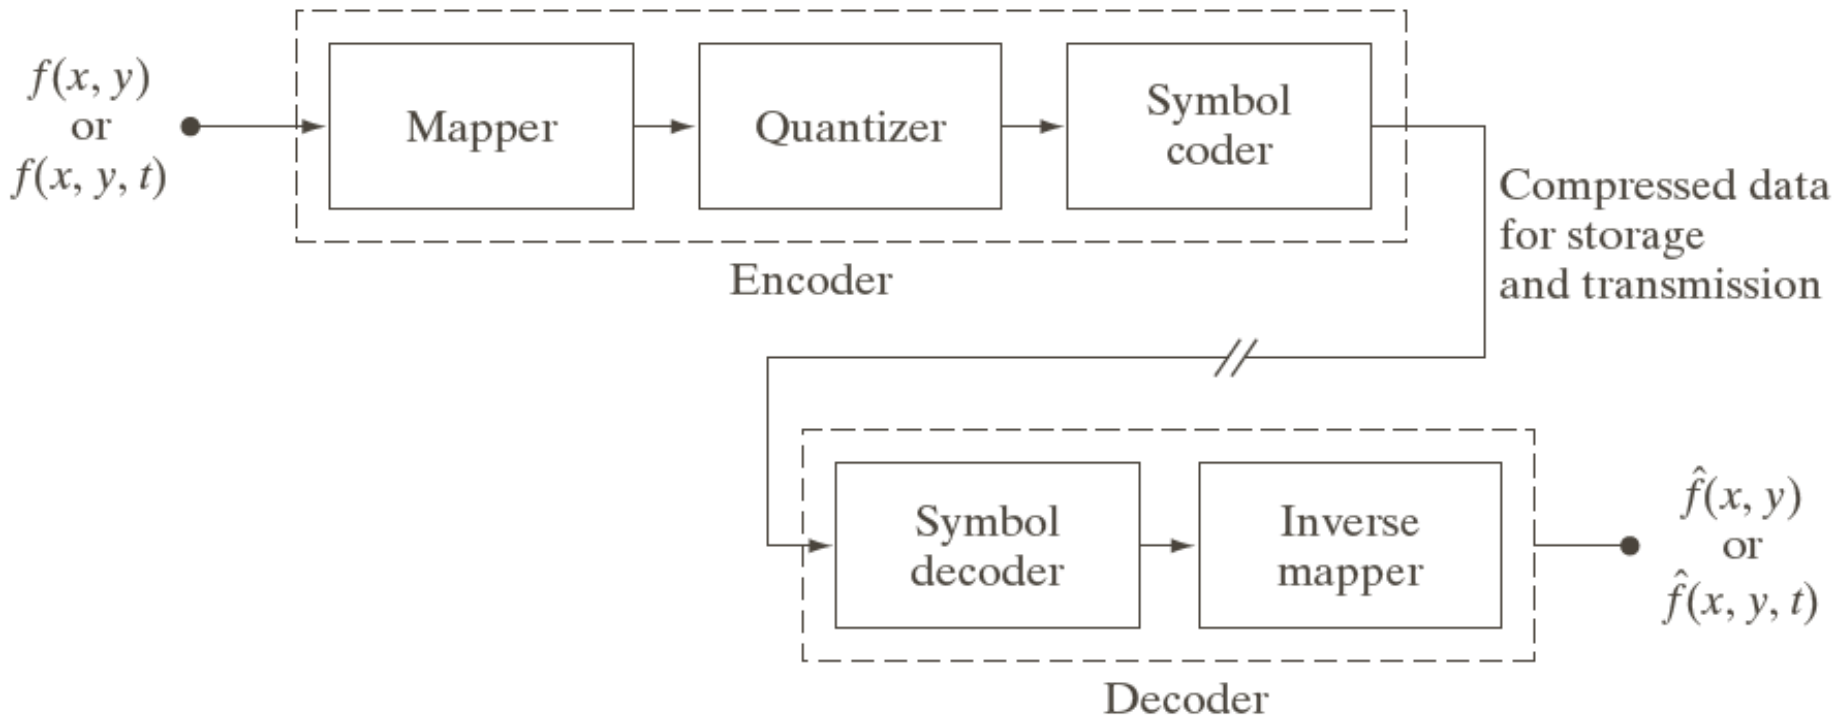 f(x, y)
or
f(x, y, t)
Mapper
Quantizer
Symbol
coder
Encoder
Compressed data
for storage
and transmission
Symbol
decoder
Inverse
mapper
f̂(x, y)
or
f̂(x, y, t)
Decoder